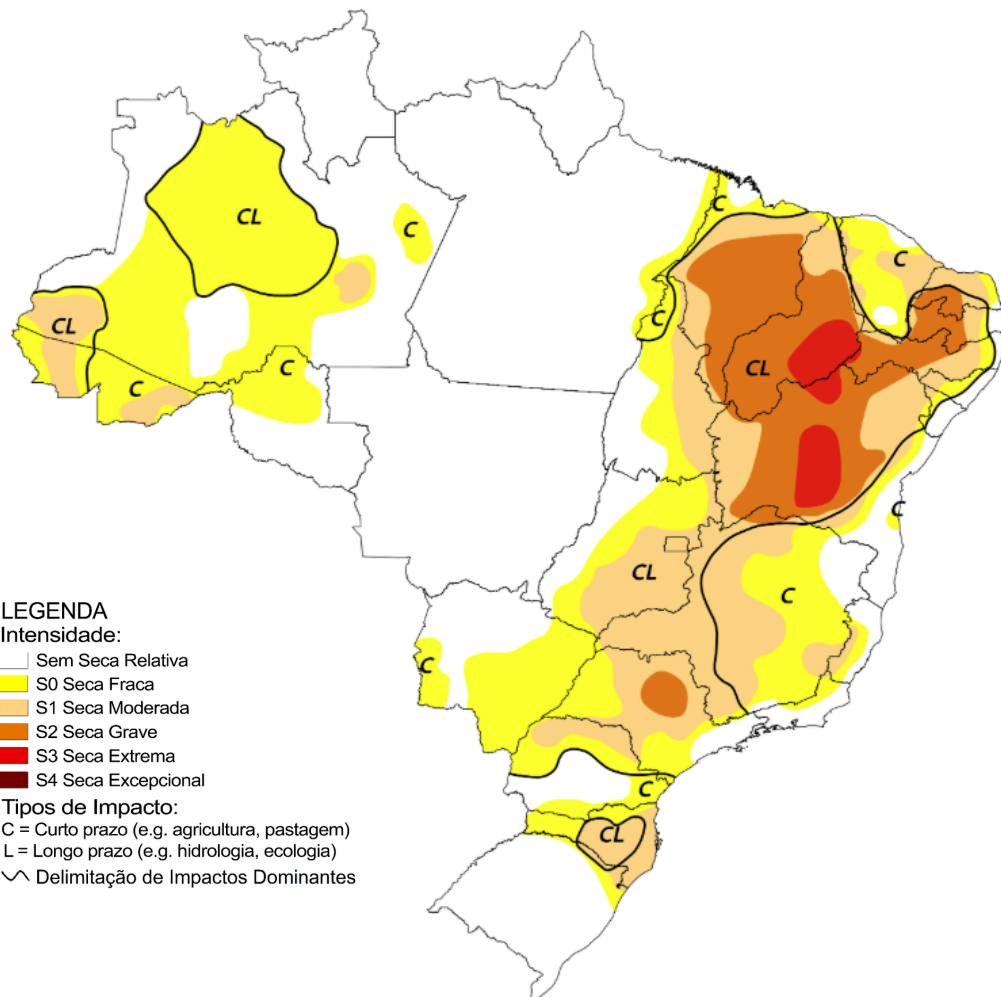 CL
C
C
C
CL
C
C
C
CL
C
CL
C
C
C
CL
LEGENDA
Intensidade:
Sem Seca Relativa
S0 Seca Fraca
S1 Seca Moderada
S2 Seca Grave
S3 Seca Extrema
S4 Seca Excepcional
Tipos de Impacto:
C = Curto prazo (e.g. agricultura, pastagem)
L = Longo prazo (e.g. hidrologia, ecologia)
Delimitação de Impactos Dominantes